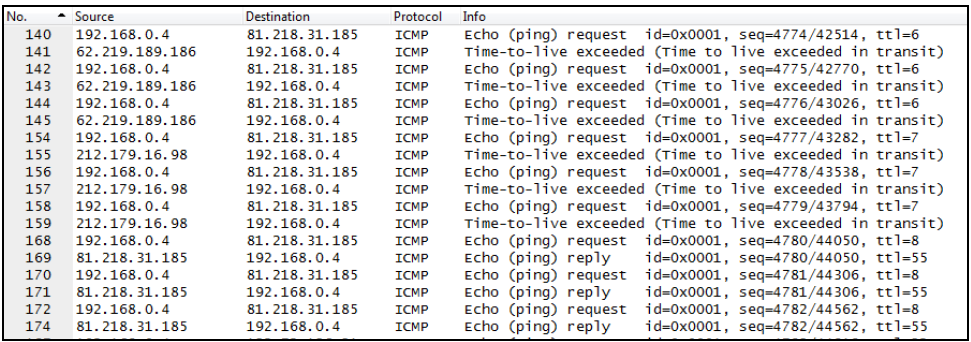 No. Source Destination Protocol Info
140 192.168.0.4 81.218.31.185 ICMP Echo (ping) request id=0x0001, seq=4774/42514, ttl=6
141 62.219.189.186 192.168.0.4 ICMP Time-to-live exceeded (Time to live exceeded in transit)
142 192.168.0.4 81.218.31.185 ICMP Echo (ping) request id=0x0001, seq=4775/42770, ttl=6
143 62.219.189.186 192.168.0.4 ICMP Time-to-live exceeded (Time to live exceeded in transit)
144 192.168.0.4 81.218.31.185 ICMP Echo (ping) request id=0x0001, seq=4776/43026, ttl=6
145 62.219.189.186 192.168.0.4 ICMP Time-to-live exceeded (Time to live exceeded in transit)
154 192.168.0.4 81.218.31.185 ICMP Echo (ping) request id=0x0001, seq=4777/43282, ttl=7
155 212.179.16.98 192.168.0.4 ICMP Time-to-live exceeded (Time to live exceeded in transit)
156 192.168.0.4 81.218.31.185 ICMP Echo (ping) request id=0x0001, seq=4778/43538, ttl=7
157 212.179.16.98 192.168.0.4 ICMP Time-to-live exceeded (Time to live exceeded in transit)
158 192.168.0.4 81.218.31.185 ICMP Echo (ping) request id=0x0001, seq=4779/43794, ttl=7
159 212.179.16.98 192.168.0.4 ICMP Time-to-live exceeded (Time to live exceeded in transit)
168 192.168.0.4 81.218.31.185 ICMP Echo (ping) request id=0x0001, seq=4780/44050, ttl=8
169 81.218.31.185 192.168.0.4 ICMP Echo (ping) reply id=0x0001, seq=4780/44050, ttl=55
170 192.168.0.4 81.218.31.185 ICMP Echo (ping) request id=0x0001, seq=4781/44306, ttl=8
171 81.218.31.185 192.168.0.4 ICMP Echo (ping) reply id=0x0001, seq=4781/44306, ttl=55
172 192.168.0.4 81.218.31.185 ICMP Echo (ping) request id=0x0001, seq=4782/44562, ttl=8
174 81.218.31.185 192.168.0.4 ICMP Echo (ping) reply id=0x0001, seq=4782/44562, ttl=55